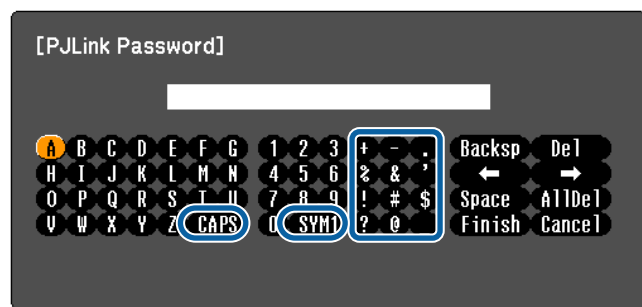 [PJLink Password]
A B C D E F G 1 2 3 + - . Backsp Del
H I J K L M N 4 5 6 % & ' ← →
O P Q R S T U 7 8 9 ! # $ Space AllDel
V W X Y Z CAPS 0 SYM1 ? @ Finish Cancel